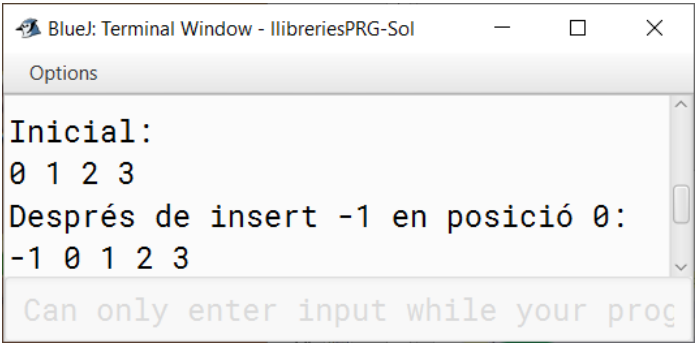 BlueJ: Terminal Window - llibreriesPRG-Sol
Options
Inicial:
0 1 2 3
Després de insert -1 en posició 0:
-1 0 1 2 3
Can only enter input while your prog